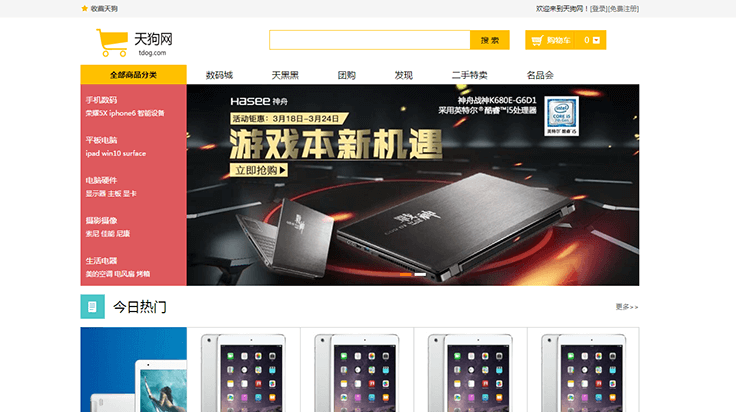 收藏天狗
欢迎来到天狗网！[登录][免费注册]
天狗网
tdog.com
搜 索
购物车 0
全部商品分类
数码城
天黑黑
团购
发现
二手特卖
名品会
手机数码
荣耀5X iphone6 智能设备
平板电脑
ipad win10 surface
电脑硬件
显示器 主板 显卡
摄影摄像
索尼 佳能 尼康
生活电器
美的空调 电风扇 烤箱
Hasee 神舟
活动钜惠：3月18日-3月24日
游戏本新机遇
立即抢购
神舟战神K680E-G6D1
采用英特尔®酷睿™i5处理器
英特尔 酷睿 i5
战神
今日热门
更多>>